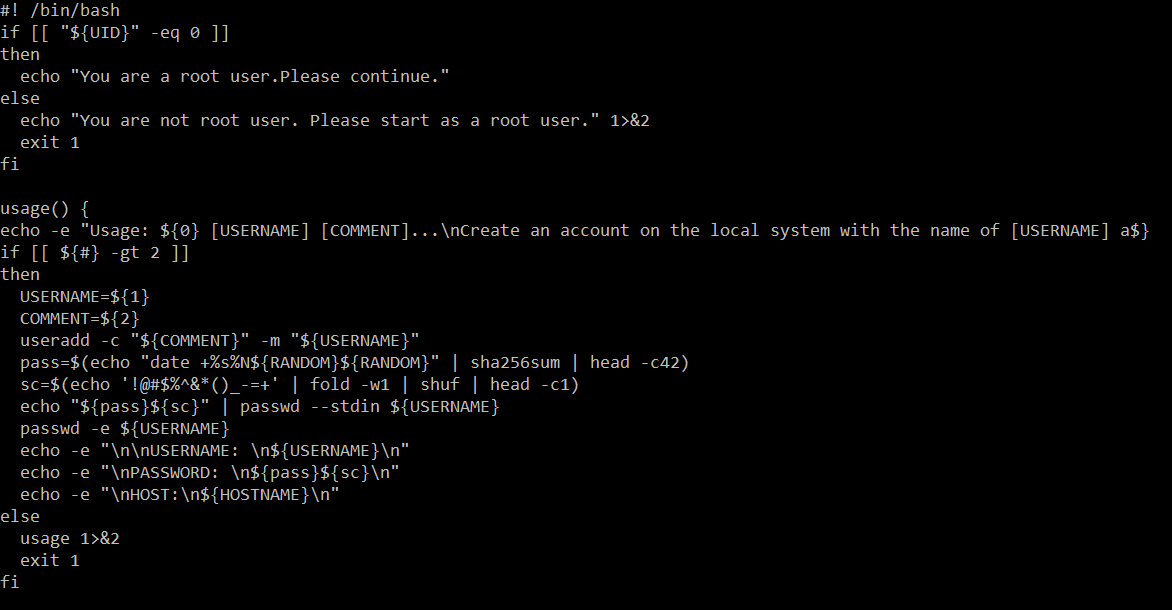 #! /bin/bash
if [[ "${UID}" -eq 0 ]]
then
  echo "You are a root user.Please continue."
else
  echo "You are not root user. Please start as a root user." 1>&2
  exit 1
fi

usage() {
echo -e "Usage: ${0} [USERNAME] [COMMENT]...\nCreate an account on the local system with the name of [USERNAME] a$}
if [[ ${#} -gt 2 ]]
then
  USERNAME=${1}
  COMMENT=${2}
  useradd -c "${COMMENT}" -m "${USERNAME}"
  pass=$(echo "date +%s%N${RANDOM}${RANDOM}" | sha256sum | head -c42)
  sc=$(echo '!@#$%^&*()_-=+' | fold -w1 | shuf | head -c1)
  echo "${pass}${sc}" | passwd --stdin ${USERNAME}
  passwd -e ${USERNAME}
  echo -e "\n\nUSERNAME: \n${USERNAME}\n"
  echo -e "\nPASSWORD: \n${pass}${sc}\n"
  echo -e "\nHOST:\n${HOSTNAME}\n"
else
  usage 1>&2
  exit 1
fi